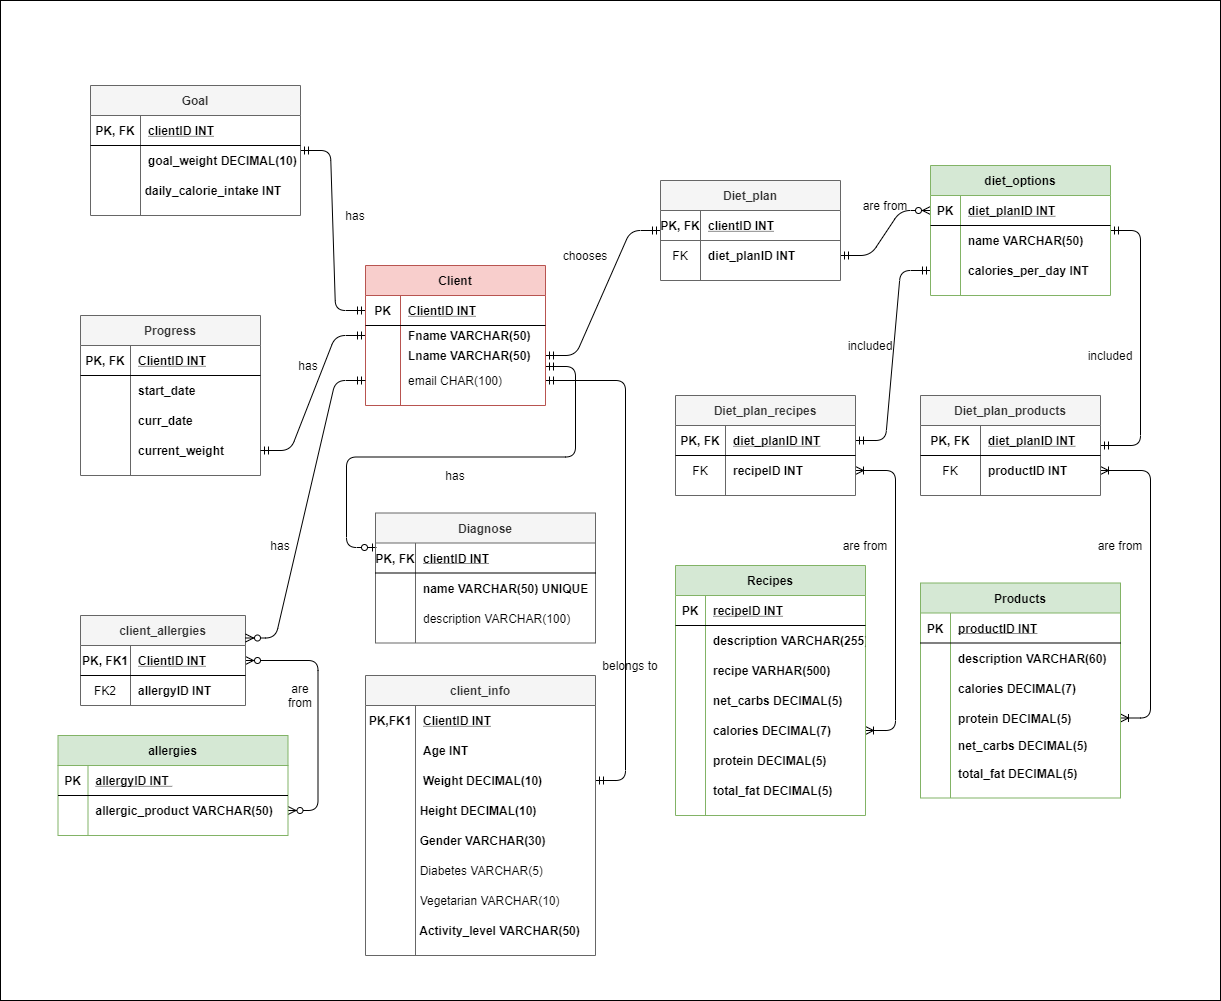 Goal
PK, FK clientID INT
goal_weight DECIMAL(10)
daily_calorie_intake INT
has
Progress
PK, FK ClientID INT
start_date
curr_date
current_weight
has
Client
PK ClientID INT
Fname VARCHAR(50)
Lname VARCHAR(50)
email CHAR(100)
chooses
Diet_plan
PK, FK clientID INT
FK diet_planID INT
are from
diet_options
PK diet_planID INT
name VARCHAR(50)
calories_per_day INT
included
included
Diet_plan_recipes
PK, FK diet_planID INT
FK recipeID INT
Diet_plan_products
PK, FK diet_planID INT
FK productID INT
has
has
Diagnose
PK, FK clientID INT
name VARCHAR(50) UNIQUE
description VARCHAR(100)
are from
are from
Recipes
PK recipeID INT
description VARCHAR(255
recipe VARHAR(500)
net_carbs DECIMAL(5)
calories DECIMAL(7)
protein DECIMAL(5)
total_fat DECIMAL(5)
Products
PK productID INT
description VARCHAR(60)
calories DECIMAL(7)
protein DECIMAL(5)
net_carbs DECIMAL(5)
total_fat DECIMAL(5)
client_allergies
PK, FK1 ClientID INT
FK2 allergyID INT
are
from
allergies
PK allergyID INT
allergic_product VARCHAR(50)
belongs to
client_info
PK,FK1 ClientID INT
Age INT
Weight DECIMAL(10)
Height DECIMAL(10)
Gender VARCHAR(30)
Diabetes VARCHAR(5)
Vegetarian VARCHAR(10)
Activity_level VARCHAR(50)